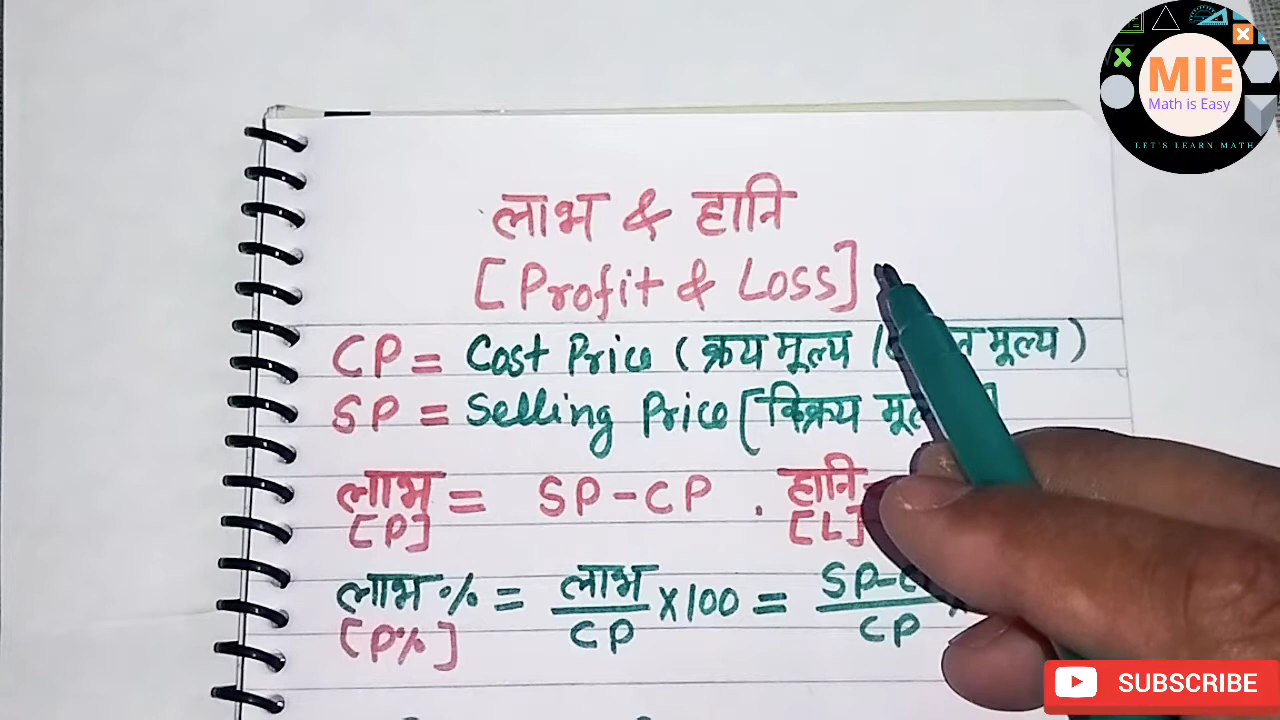 MIE
Math is Easy
LET'S LEARN MATH
लाभ & हानि
[Profit & Loss]
CP = Cost Price (क्रय मूल्य / मूल्य)
SP = Selling Price [विक्रय
लाभ = SP-CP . हानि
[P] [L]
लाभ % = लाभ/CP x100 = SP-/CP
[P%]
SUBSCRIBE